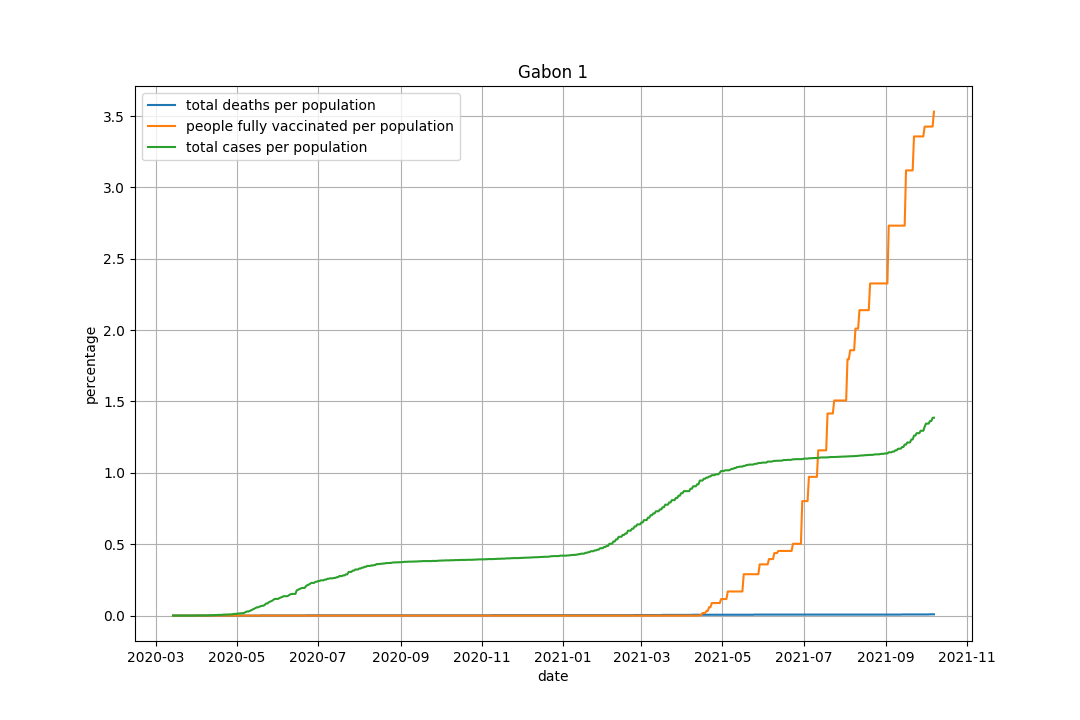 Gabon 1
total deaths per population
people fully vaccinated per population
total cases per population
percentage
3.5
3.0
2.5
2.0
1.5
1.0
0.5
0.0
2020-03 2020-05 2020-07 2020-09 2020-11 2021-01 2021-03 2021-05 2021-07 2021-09 2021-11
date